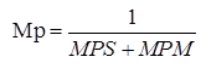 Mp = 1 / (MPS + MPM)